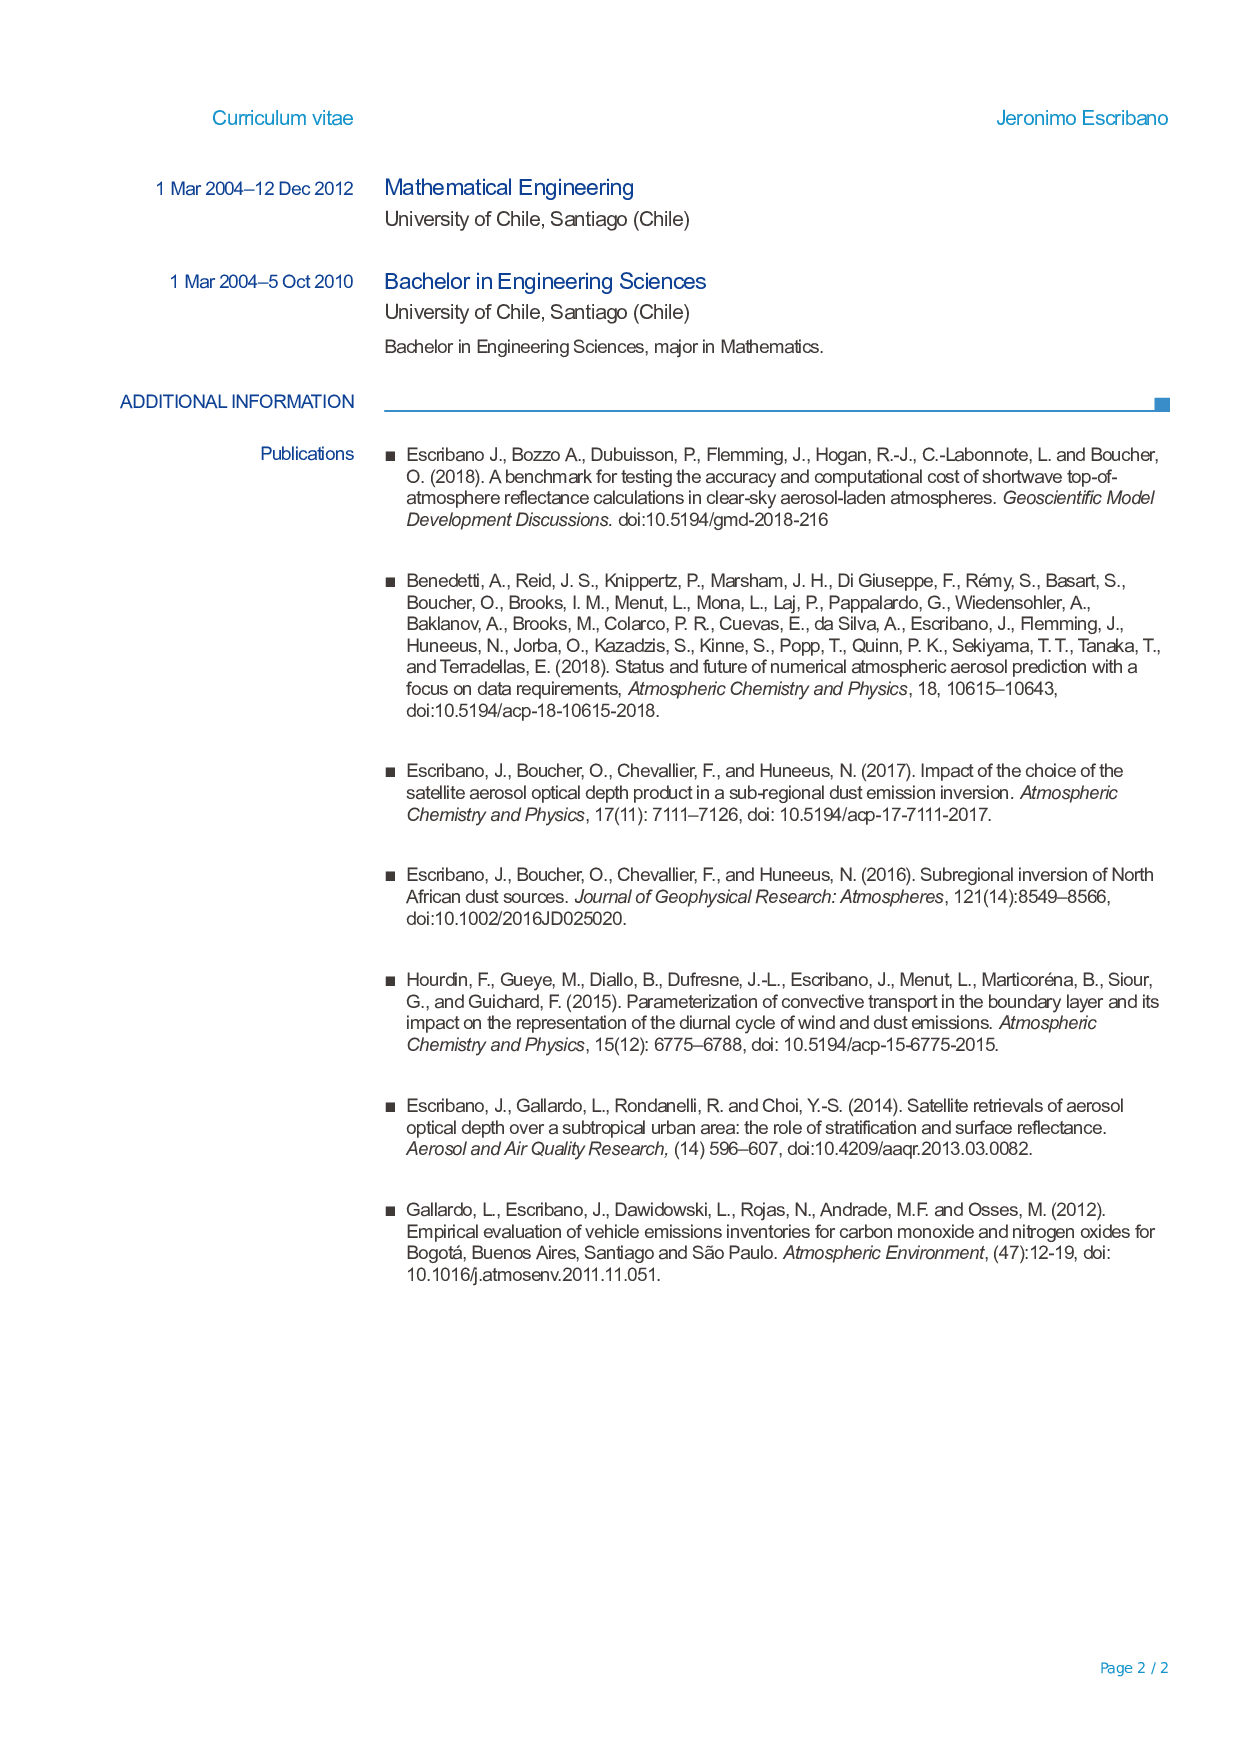 Curriculum vitae
Jeronimo Escribano
1 Mar 2004–12 Dec 2012
Mathematical Engineering
University of Chile, Santiago (Chile)
1 Mar 2004–5 Oct 2010
Bachelor in Engineering Sciences
University of Chile, Santiago (Chile)
Bachelor in Engineering Sciences, major in Mathematics.
ADDITIONAL INFORMATION
Publications
▪ Escribano J., Bozzo A., Dubuisson, P., Flemming, J., Hogan, R.-J., C.-Labonnote, L. and Boucher,
O. (2018). A benchmark for testing the accuracy and computational cost of shortwave top-of-
atmosphere reflectance calculations in clear-sky aerosol-laden atmospheres. Geoscientific Model
Development Discussions. doi:10.5194/gmd-2018-216
▪ Benedetti, A., Reid, J. S., Knippertz, P., Marsham, J. H., Di Giuseppe, F., Rémy, S., Basart, S.,
Boucher, O., Brooks, I. M., Menut, L., Mona, L., Laj, P., Pappalardo, G., Wiedensohler, A.,
Baklanov, A., Brooks, M., Colarco, P. R., Cuevas, E., da Silva, A., Escribano, J., Flemming, J.,
Huneeus, N., Jorba, O., Kazadzis, S., Kinne, S., Popp, T., Quinn, P. K., Sekiyama, T. T., Tanaka, T.,
and Terradellas, E. (2018). Status and future of numerical atmospheric aerosol prediction with a
focus on data requirements, Atmospheric Chemistry and Physics, 18, 10615–10643,
doi:10.5194/acp-18-10615-2018.
▪ Escribano, J., Boucher, O., Chevallier, F., and Huneeus, N. (2017). Impact of the choice of the
satellite aerosol optical depth product in a sub-regional dust emission inversion. Atmospheric
Chemistry and Physics, 17(11): 7111–7126, doi: 10.5194/acp-17-7111-2017.
▪ Escribano, J., Boucher, O., Chevallier, F., and Huneeus, N. (2016). Subregional inversion of North
African dust sources. Journal of Geophysical Research: Atmospheres, 121(14):8549–8566,
doi:10.1002/2016JD025020.
▪ Hourdin, F., Gueye, M., Diallo, B., Dufresne, J.-L., Escribano, J., Menut, L., Marticoréna, B., Siour,
G., and Guichard, F. (2015). Parameterization of convective transport in the boundary layer and its
impact on the representation of the diurnal cycle of wind and dust emissions. Atmospheric
Chemistry and Physics, 15(12): 6775–6788, doi: 10.5194/acp-15-6775-2015.
▪ Escribano, J., Gallardo, L., Rondanelli, R. and Choi, Y.-S. (2014). Satellite retrievals of aerosol
optical depth over a subtropical urban area: the role of stratification and surface reflectance.
Aerosol and Air Quality Research, (14) 596–607, doi:10.4209/aaqr.2013.03.0082.
▪ Gallardo, L., Escribano, J., Dawidowski, L., Rojas, N., Andrade, M.F. and Osses, M. (2012).
Empirical evaluation of vehicle emissions inventories for carbon monoxide and nitrogen oxides for
Bogotá, Buenos Aires, Santiago and São Paulo. Atmospheric Environment, (47):12-19, doi:
10.1016/j.atmosenv.2011.11.051.
Page 2 / 2